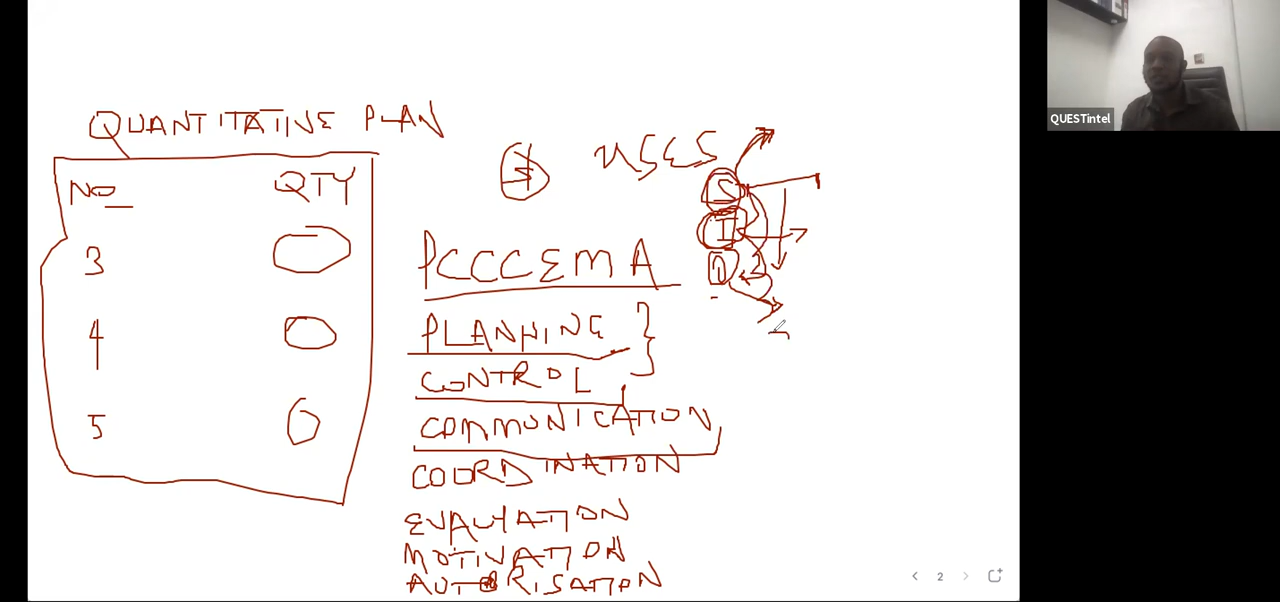 QUANTITATIVE PLAN
NO QTY
3
4
5
$ USES
PCCCEMA
PLANNING
CONTROL
COMMUNICATION
COORDINATION
EVALUATION
MOTIVATION
AUTHORISATION
S
I
QUESTintel
2